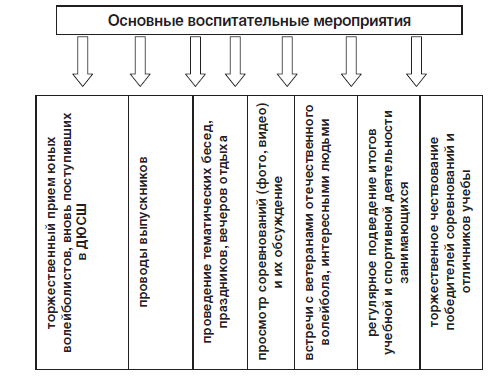 Основные воспитательные мероприятия
торжественный прием юных
волейболистов, вновь поступивших
в ДЮСШ
проводы выпускников
проведение тематических бесед,
праздников, вечеров отдыха
просмотр соревнований (фото, видео)
и их обсуждение
встречи с ветеранами отечественного
волейбола, интересными людьми
регулярное подведение итогов
учебной и спортивной деятельности
занимающихся
торжественное чествование
победителей соревнований и
отличников учебы